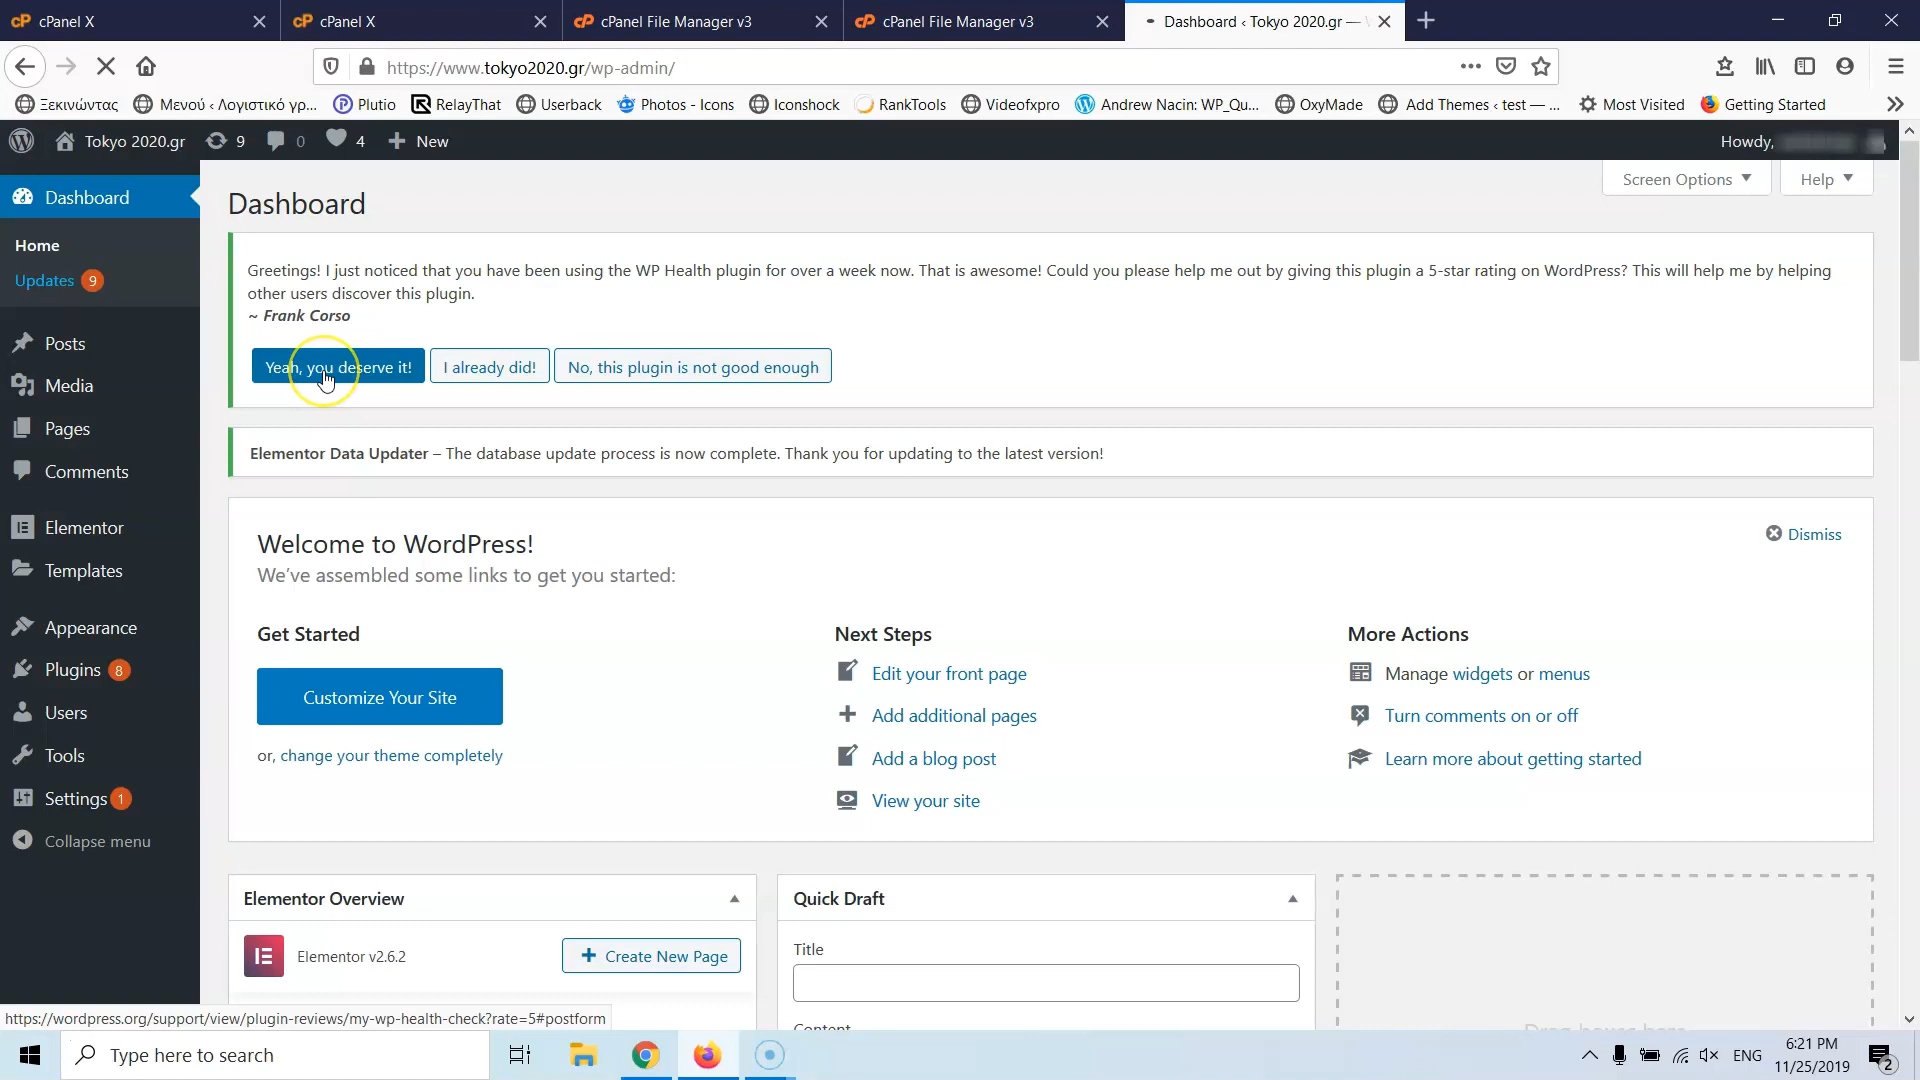 cPanel X
cPanel X
cPanel File Manager v3
cPanel File Manager v3
Dashboard ‹ Tokyo 2020.gr —
https://www.tokyo2020.gr/wp-admin/
Ξεκινώντας
Μενού ‹ Λογιστικό γρ...
Plutio
RelayThat
Userback
Photos - Icons
Iconshock
RankTools
Videofxpro
Andrew Nacin: WP_Qu...
OxyMade
Add Themes ‹ test — ...
Most Visited
Getting Started
Tokyo 2020.gr
9
0
4
New
Howdy,
Dashboard
Home
Updates 9
Posts
Media
Pages
Comments
Elementor
Templates
Appearance
Plugins 8
Users
Tools
Settings 1
Collapse menu
Screen Options
Help
Dashboard
Greetings! I just noticed that you have been using the WP Health plugin for over a week now. That is awesome! Could you please help me out by giving this plugin a 5-star rating on WordPress? This will help me by helping
other users discover this plugin.
~ Frank Corso
Yeah, you deserve it!
I already did!
No, this plugin is not good enough
Elementor Data Updater – The database update process is now complete. Thank you for updating to the latest version!
Welcome to WordPress!
We've assembled some links to get you started:
Dismiss
Get Started
Customize Your Site
or, change your theme completely
Next Steps
Edit your front page
Add additional pages
Add a blog post
View your site
More Actions
Manage widgets or menus
Turn comments on or off
Learn more about getting started
Elementor Overview
Elementor v2.6.2
Create New Page
Quick Draft
Title
Content
Drag boxes here
https://wordpress.org/support/view/plugin-reviews/my-wp-health-check?rate=5#postform
Type here to search
ENG
6:21 PM
11/25/2019
2